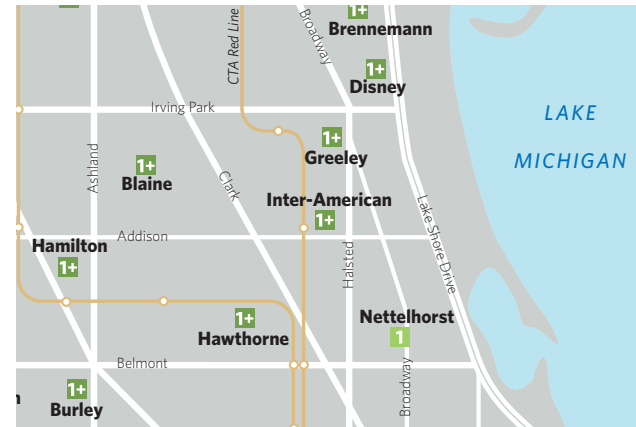 1+
Brennemann
Broadway
CTA Red Line
1+
Disney
Irving Park
LAKE
MICHIGAN
1+
Greeley
1+
Blaine
Ashland
Clark
Inter-American
1+
Lake Shore Drive
Addison
Hamilton
1+
Halsted
1+
Hawthorne
Nettelhorst
1
Belmont
Broadway
1+
Burley
n